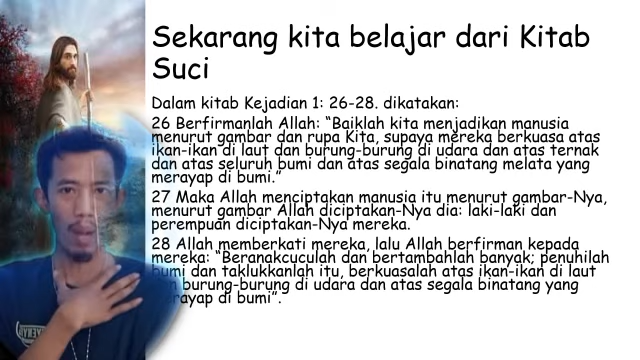 Sekarang kita belajar dari Kitab
Suci
Dalam kitab Kejadian 1: 26-28. dikatakan:
26 Berfirmanlah Allah: “Baiklah kita menjadikan manusia
menurut gambar dan rupa Kita, supaya mereka berkuasa atas
ikan-ikan di laut dan burung-burung di udara dan atas ternak
dan atas seluruh bumi dan atas segala binatang melata yang
merayap di bumi.”
27 Maka Allah menciptakan manusia itu menurut gambar-Nya,
menurut gambar Allah diciptakan-Nya dia: laki-laki dan
perempuan diciptakan-Nya mereka.
28 Allah memberkati mereka, lalu Allah berfirman kepada
mereka: “Beranakcuculah dan bertambahlah banyak; penuhilah
bumi dan taklukkanlah itu, berkuasalah atas ikan-ikan di laut
burung-burung di udara dan atas segala binatang yang
merayap di bumi”.